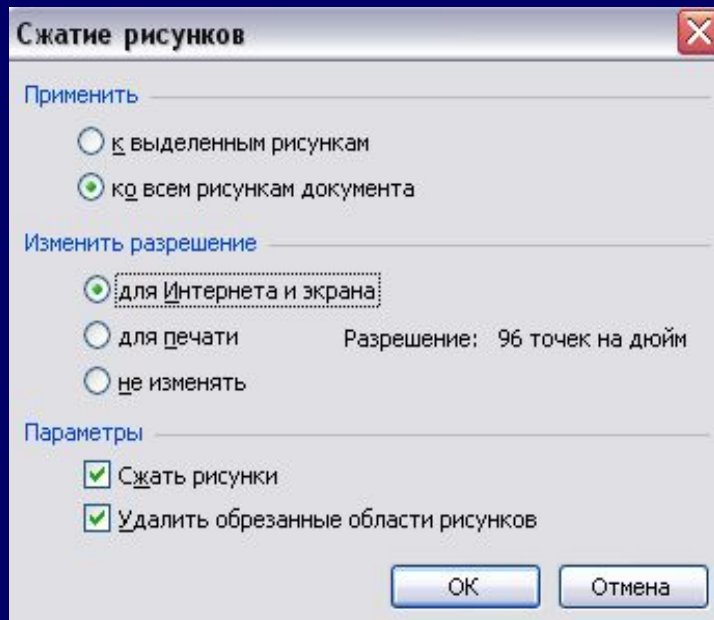 Сжатие рисунков
Применить
к выделенным рисункам
ко всем рисункам документа
Изменить разрешение
для Интернета и экрана
для печати Разрешение: 96 точек на дюйм
не изменять
Параметры
Сжать рисунки
Удалить обрезанные области рисунков
ОК Отмена